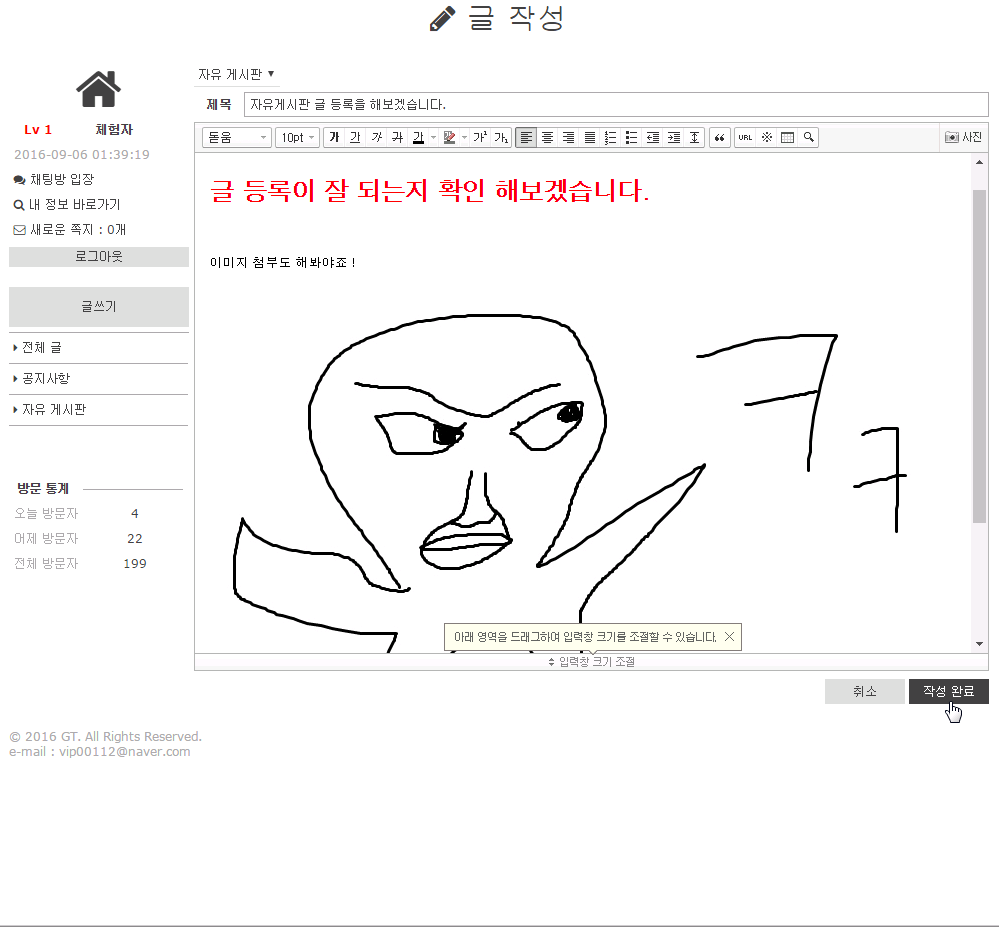 글 작성
Lv 1 체험자
2016-09-06 01:39:19
채팅방 입장
내 정보 바로가기
새로운 쪽지 : 0개
로그아웃
글쓰기
전체 글
공지사항
자유 게시판
방문 통계
오늘 방문자 4
어제 방문자 22
전체 방문자 199
자유 게시판 ▼
제목 자유게시판 글 등록을 해보겠습니다.
돋움 10pt 가 가 가 가 가 가² 가₁ URL ※ 사진
글 등록이 잘 되는지 확인 해보겠습니다.
이미지 첨부도 해봐야죠 !
ㅋ
ㅋ
아래 영역을 드래그하여 입력창 크기를 조절할 수 있습니다.
입력창 크기 조절
취소 작성 완료
© 2016 GT. All Rights Reserved.
e-mail : vip00112@naver.com